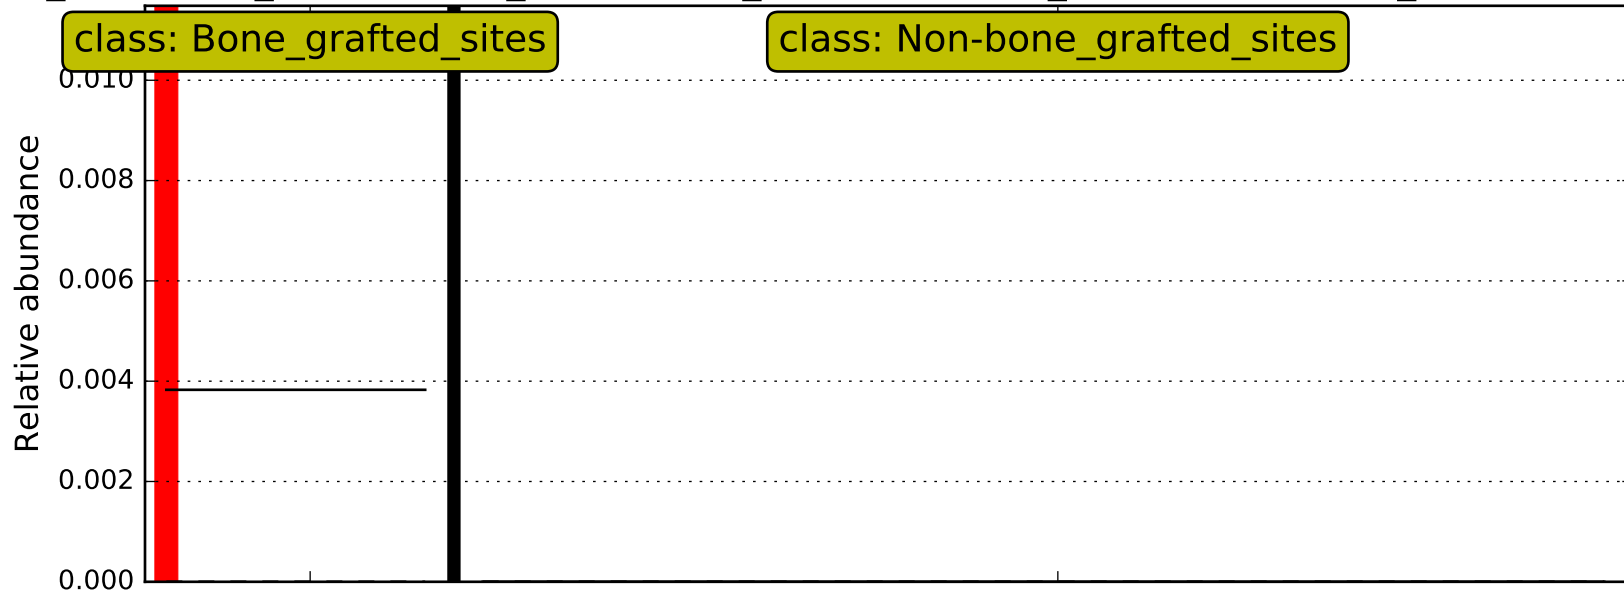 class: Bone_grafted_sites
class: Non-bone_grafted_sites
0.010
0.008
0.006
0.004
0.002
0.000
Relative abundance